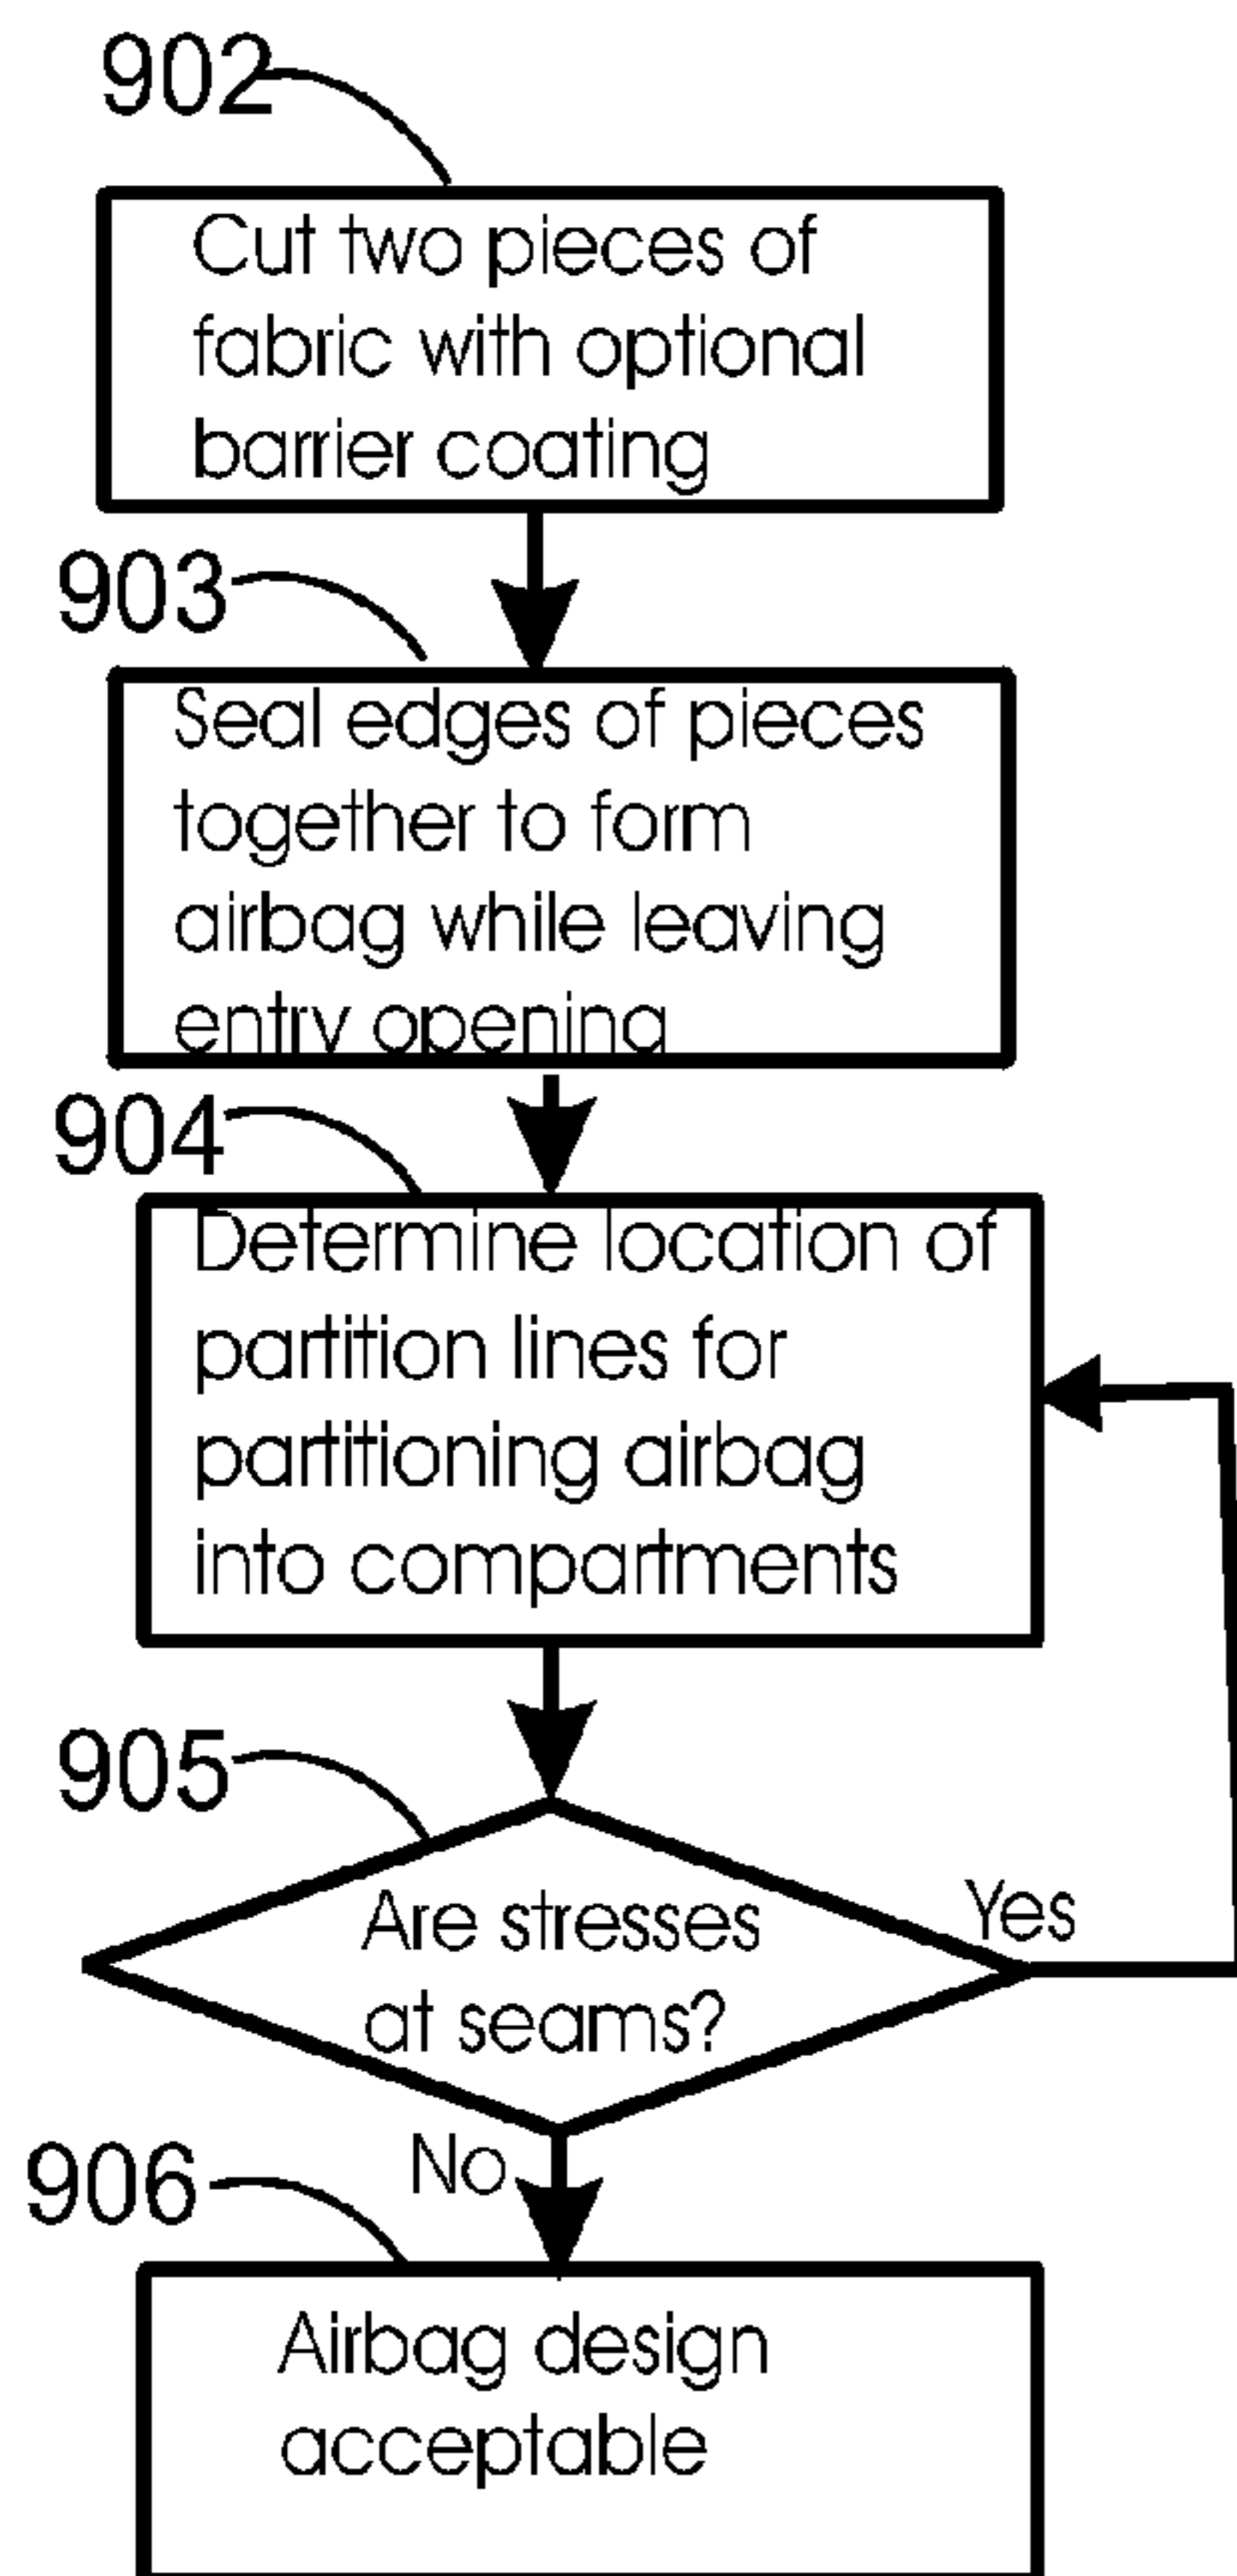 902
Cut two pieces of
fabric with optional
barrier coating
903
Seal edges of pieces
together to form
airbag while leaving
entry opening
904
Determine location of
partition lines for
partitioning airbag
into compartments
905
Are stresses
at seams?
Yes
No
906
Airbag design
acceptable